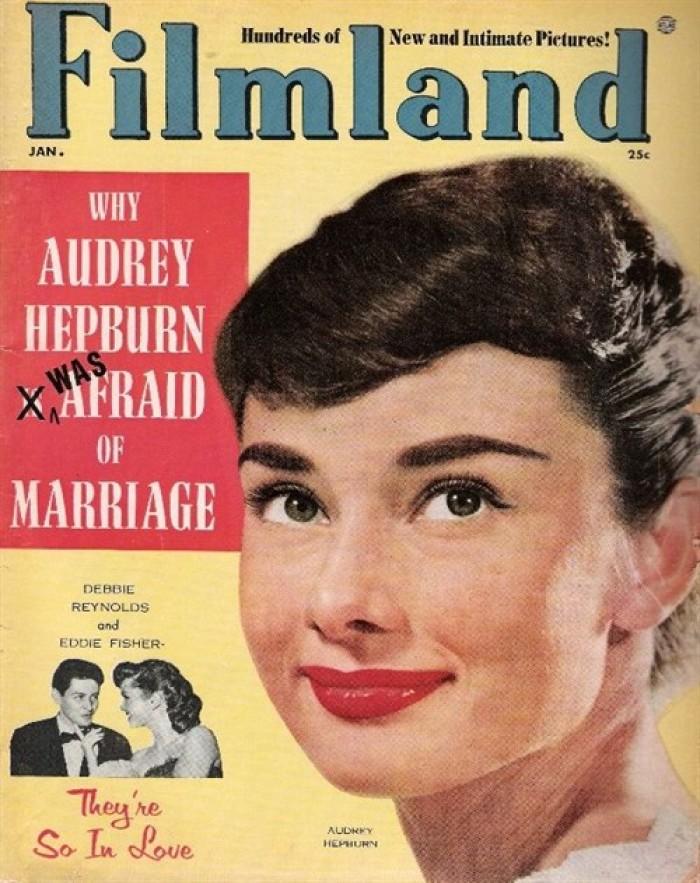 Filmland
Hundreds of New and Intimate Pictures!
JAN.
25c
WHY
AUDREY
HEPBURN
WAS
X ^ AFRAID
OF
MARRIAGE
DEBBIE
REYNOLDS
and
EDDIE FISHER-
They're
So In Love
AUDREY
HEPBURN